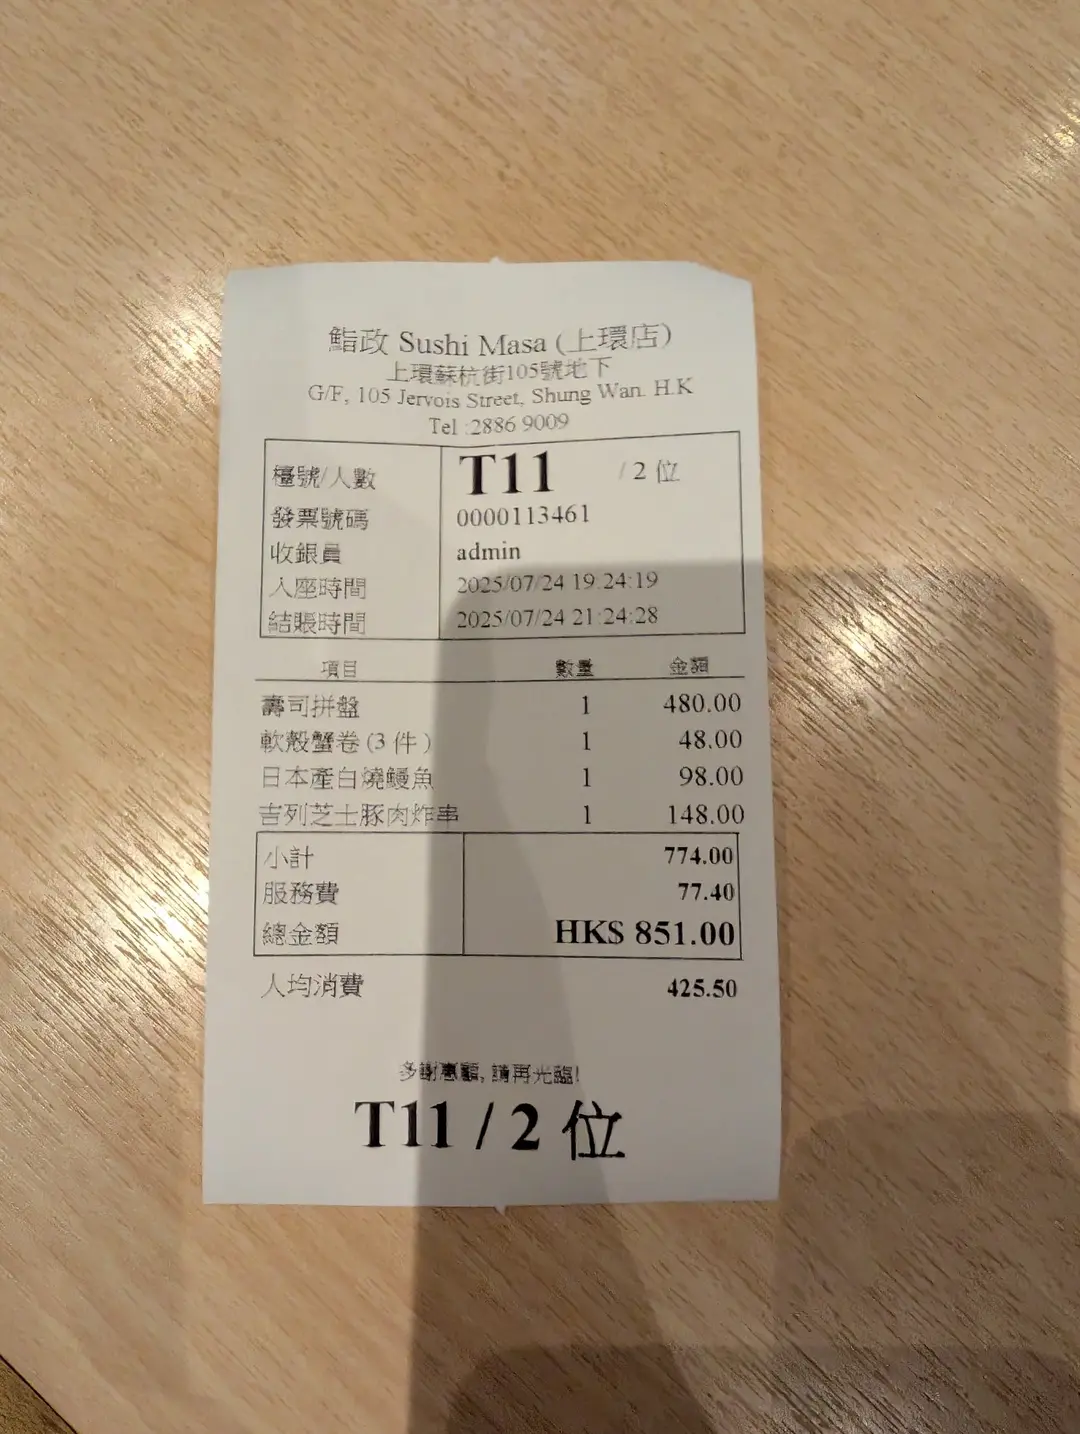 鮨政 Sushi Masa (上環店)
上環蘇杭街105號地下
G/F, 105 Jervois Street, Shung Wan. H.K
Tel :2886 9009
檯號/人數 T11 / 2 位
發票號碼 0000113461
收銀員 admin
入座時間 2025/07/24 19:24:19
結賬時間 2025/07/24 21:24:28
項目 數量 金額
壽司拼盤 1 480.00
軟殼蟹卷 (3 件) 1 48.00
日本產白燒鰻魚 1 98.00
吉列芝士豚肉炸串 1 148.00
小計 774.00
服務費 77.40
總金額 HK$ 851.00
人均消費 425.50
多謝惠顧, 請再光臨!
T11 / 2 位